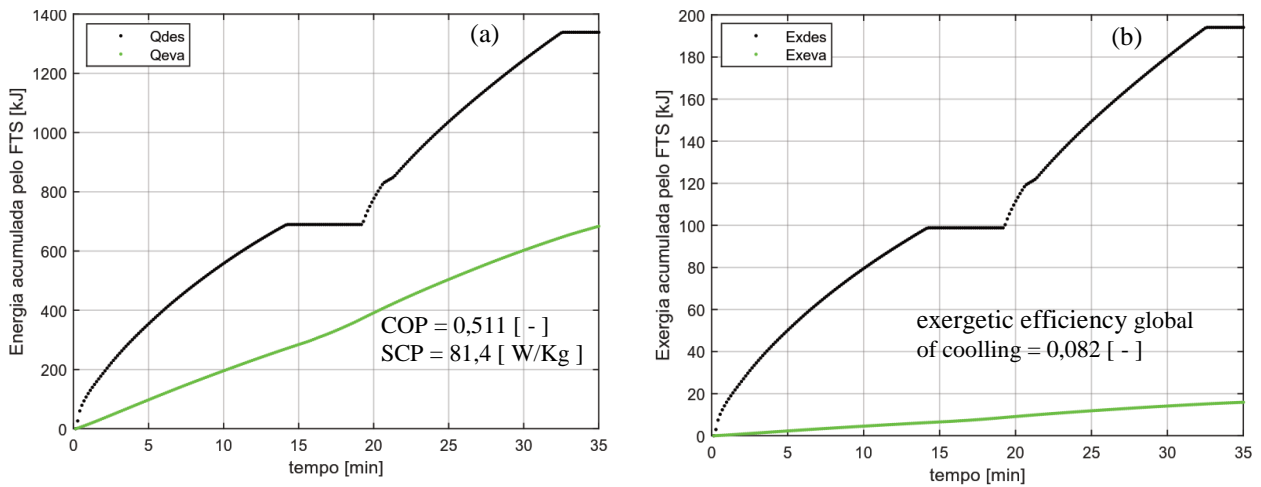 (a)
Qdes
Qeva
Energia acumulada pelo FTS [kJ]
1400
1200
1000
800
600
400
200
0
COP = 0,511 [ - ]
SCP = 81,4 [ W/Kg ]
0 5 10 15 20 25 30 35
tempo [min]
(b)
Exdes
Exeva
Exergia acumulada pelo FTS [kJ]
200
180
160
140
120
100
80
60
40
20
0
exergetic efficiency global
of coolling = 0,082 [ - ]
0 5 10 15 20 25 30 35
tempo [min]